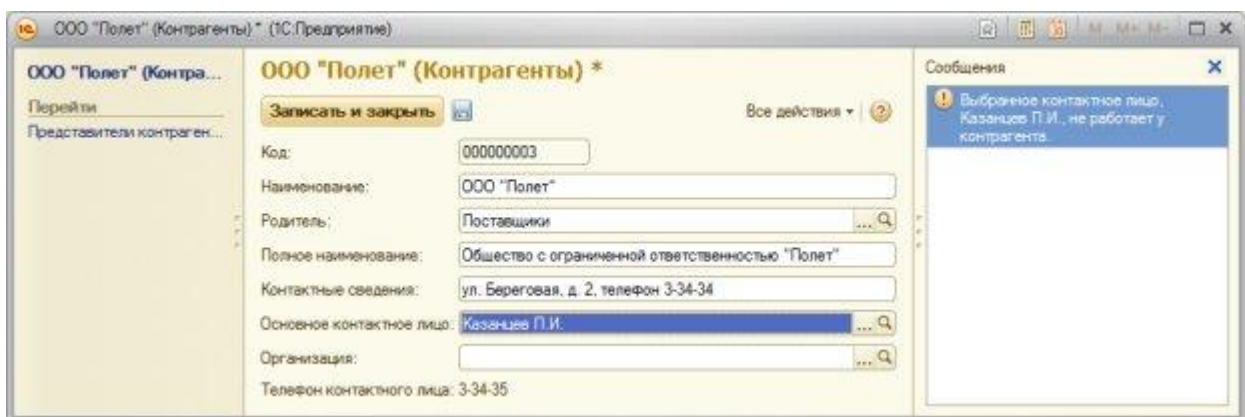 ООО "Полет" (Контрагенты) * (1С:Предприятие)
M M+ M-
ООО "Полет" (Контра...
Перейти
Представители контраген...
ООО "Полет" (Контрагенты) *
Записать и закрыть
Все действия
Код: 000000003
Наименование: ООО "Полет"
Родитель: Поставщики ...
Полное наименование: Общество с ограниченной ответственностью "Полет"
Контактные сведения: ул. Береговая, д. 2, телефон 3-34-34
Основное контактное лицо: Казанцев П.И. ...
Организация: ...
Телефон контактного лица: 3-34-35
Сообщения
Выбранное контактное лицо,
Казанцев П.И., не работает у
контрагента.